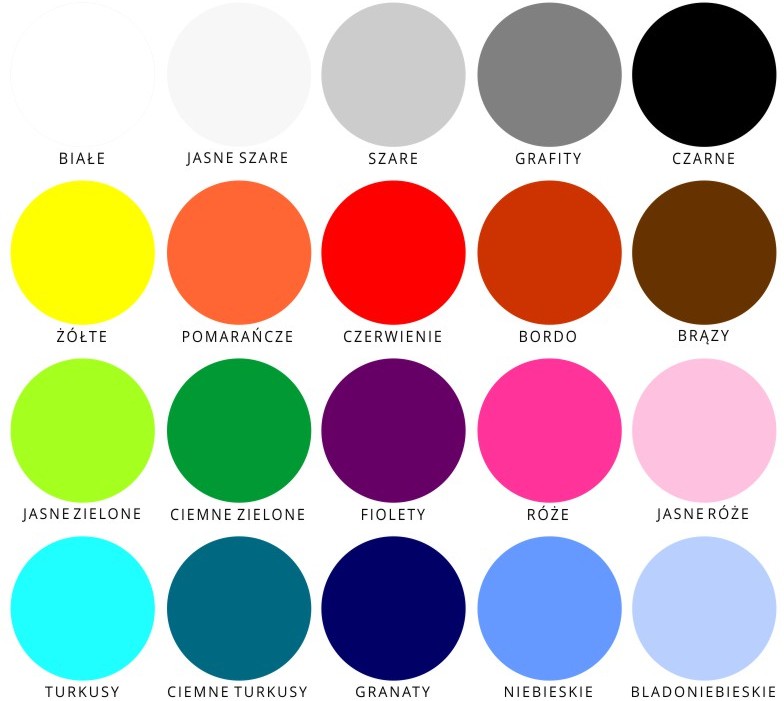 BIAŁE
JASNE SZARE
SZARE
GRAFITY
CZARNE
ŻÓŁTE
POMARAŃCZE
CZERWIENIE
BORDO
BRĄZY
JASNE ZIELONE
CIEMNE ZIELONE
FIOLETY
RÓŻE
JASNE RÓŻE
TURKUSY
CIEMNE TURKUSY
GRANATY
NIEBIESKIE
BLADONIEBIESKIE